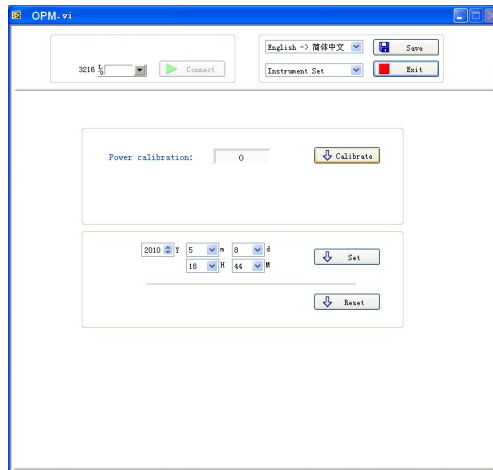 OPM.vi
English -> 简体中文 Save
3216 Connect Instrument Set Exit
Power calibration: 0 Calibrate
2010 Y 5 m 8 d
18 H 44 M
Set
Reset